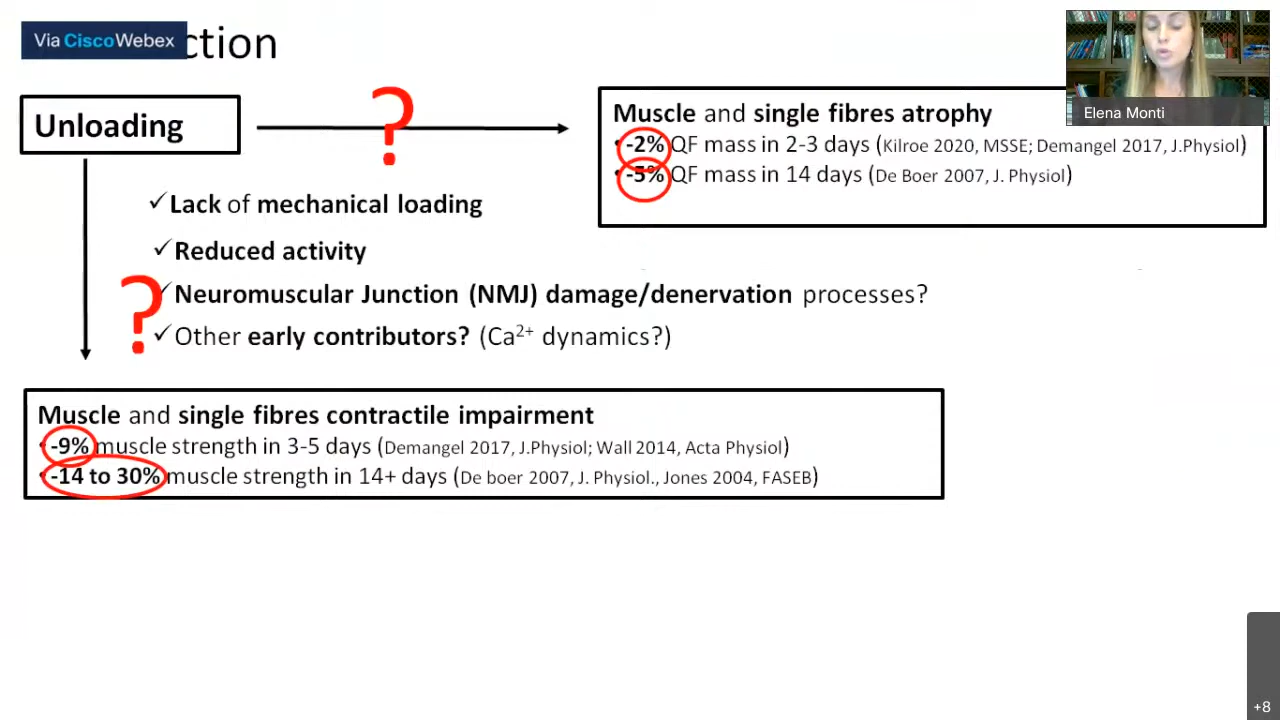 Via CiscoWebex ction
Elena Monti
Unloading
?
Muscle and single fibres atrophy
• -2% QF mass in 2-3 days (Kilroe 2020, MSSE; Demangel 2017, J.Physiol)
• -5% QF mass in 14 days (De Boer 2007, J. Physiol)
✓Lack of mechanical loading
✓Reduced activity
✓Neuromuscular Junction (NMJ) damage/denervation processes?
?
✓Other early contributors? (Ca²⁺ dynamics?)
Muscle and single fibres contractile impairment
• -9% muscle strength in 3-5 days (Demangel 2017, J.Physiol; Wall 2014, Acta Physiol)
• -14 to 30% muscle strength in 14+ days (De boer 2007, J. Physiol., Jones 2004, FASEB)
+8